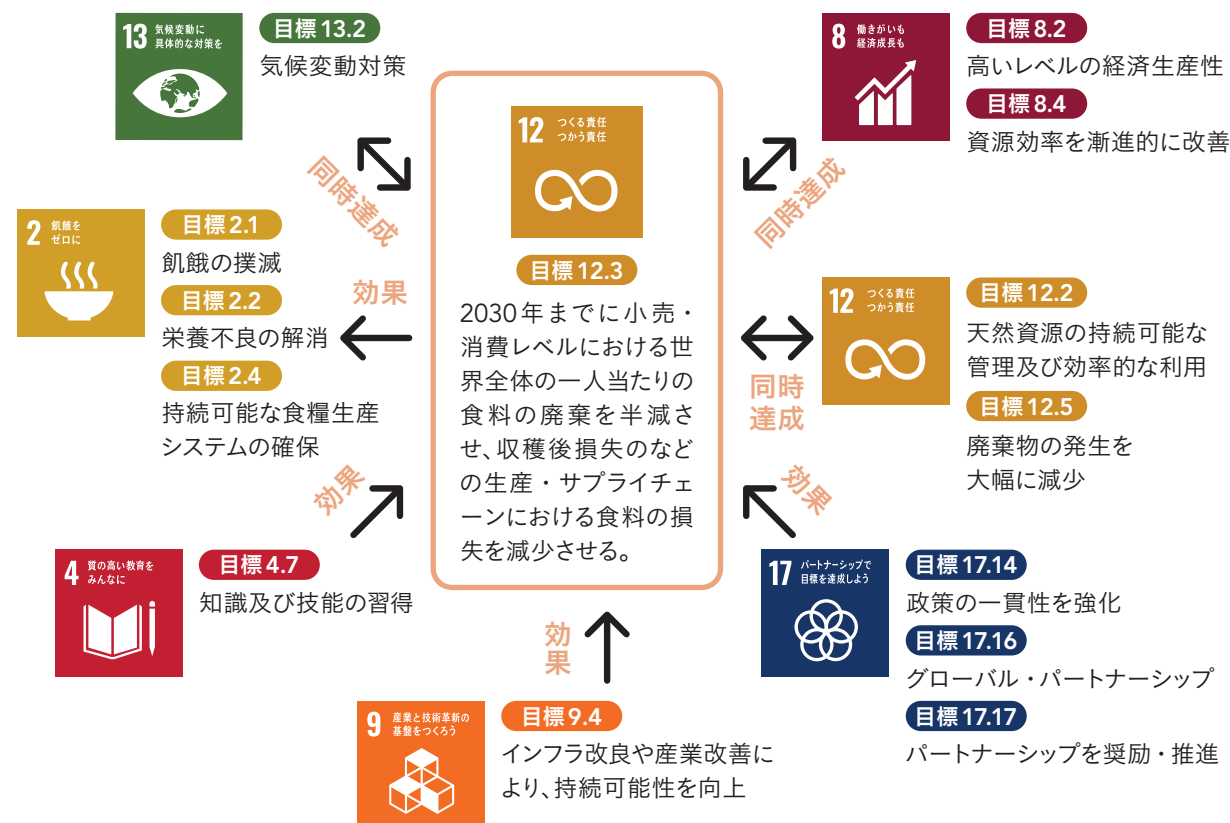 13 気候変動に
具体的な対策を
目標 13.2
気候変動対策
同時達成
8 働きがいも
経済成長も
目標 8.2
高いレベルの経済生産性
目標 8.4
資源効率を漸進的に改善
同時達成
12 つくる責任
つかう責任
目標 12.3
2030年までに小売・
消費レベルにおける世
界全体の一人当たりの
食料の廃棄を半減さ
せ、収穫後損失のなど
の生産・サプライチェ
ーンにおける食料の損
失を減少させる。
2 飢餓を
ゼロに
目標 2.1
飢餓の撲滅
目標 2.2
栄養不良の解消
目標 2.4
持続可能な食糧生産
システムの確保
効果
12 つくる責任
つかう責任
目標 12.2
天然資源の持続可能な
管理及び効率的な利用
目標 12.5
廃棄物の発生を
大幅に減少
同時
達成
効果
4 質の高い教育を
みんなに
目標 4.7
知識及び技能の習得
効果
17 パートナーシップで
目標を達成しよう
目標 17.14
政策の一貫性を強化
目標 17.16
グローバル・パートナーシップ
目標 17.17
パートナーシップを奨励・推進
効
果
9 産業と技術革新の
基盤をつくろう
目標 9.4
インフラ改良や産業改善に
より、持続可能性を向上